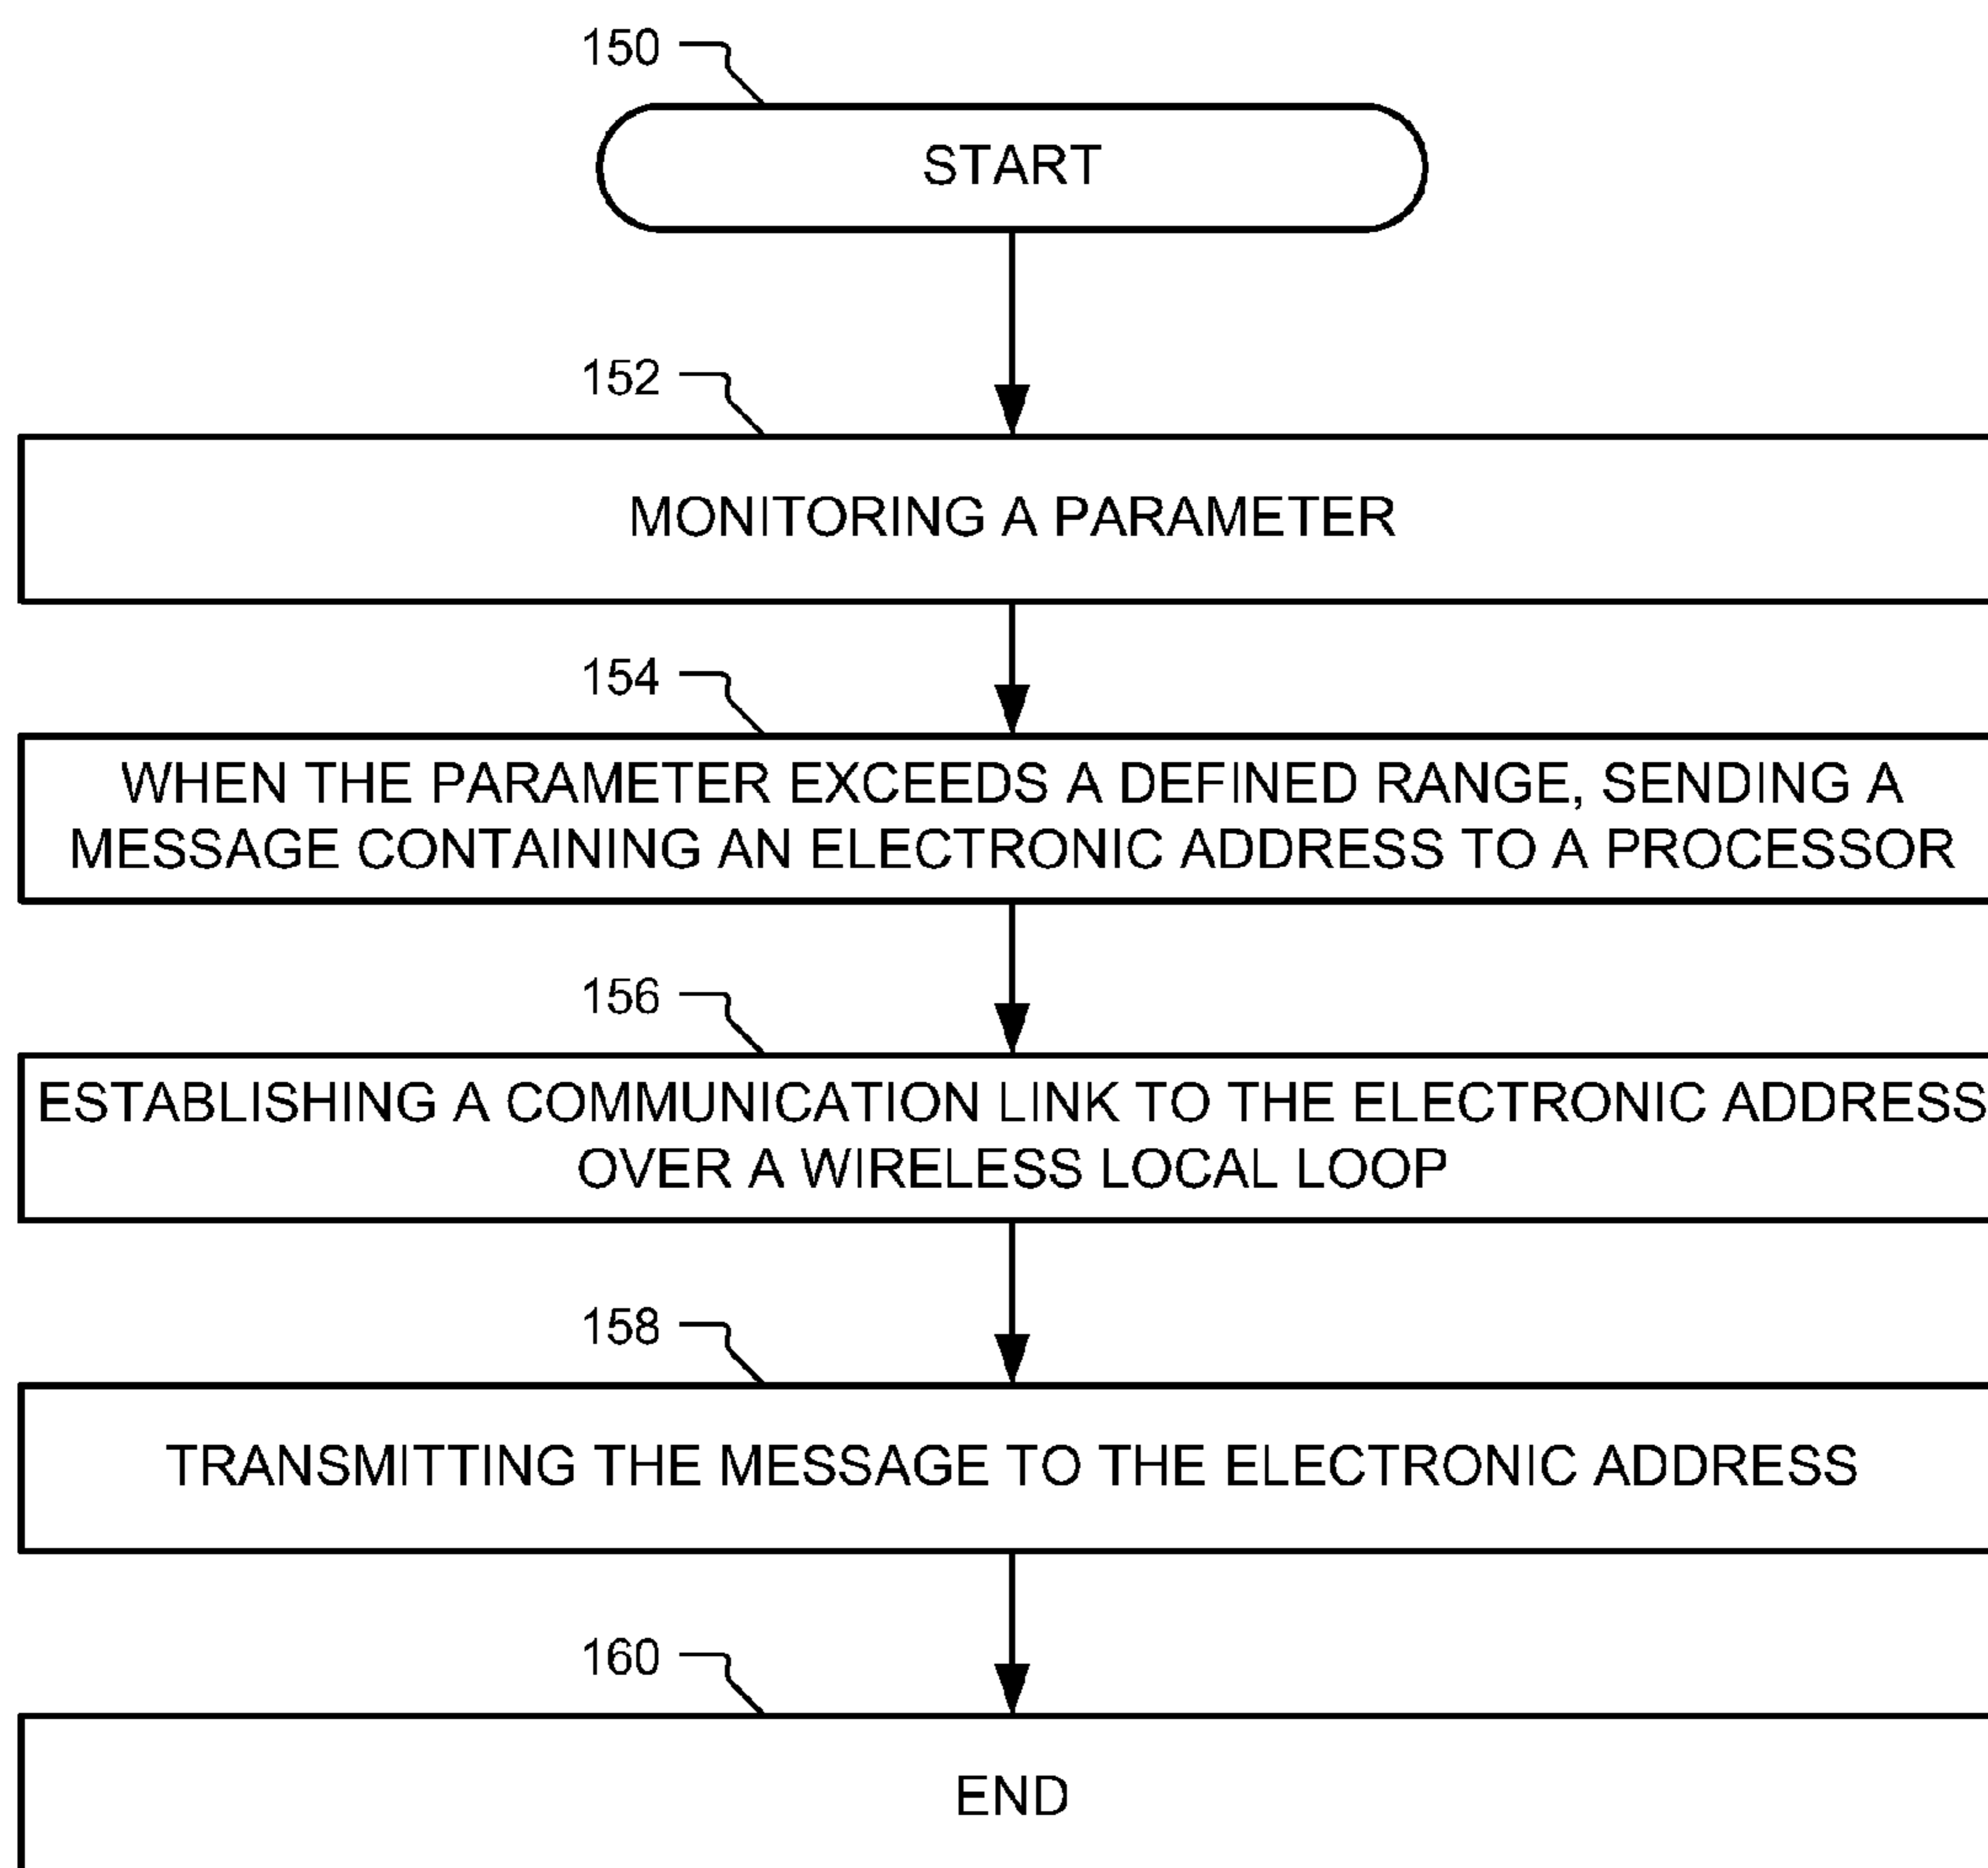 150
START
152
MONITORING A PARAMETER
154
WHEN THE PARAMETER EXCEEDS A DEFINED RANGE, SENDING A
MESSAGE CONTAINING AN ELECTRONIC ADDRESS TO A PROCESSOR
156
ESTABLISHING A COMMUNICATION LINK TO THE ELECTRONIC ADDRESS
OVER A WIRELESS LOCAL LOOP
158
TRANSMITTING THE MESSAGE TO THE ELECTRONIC ADDRESS
160
END